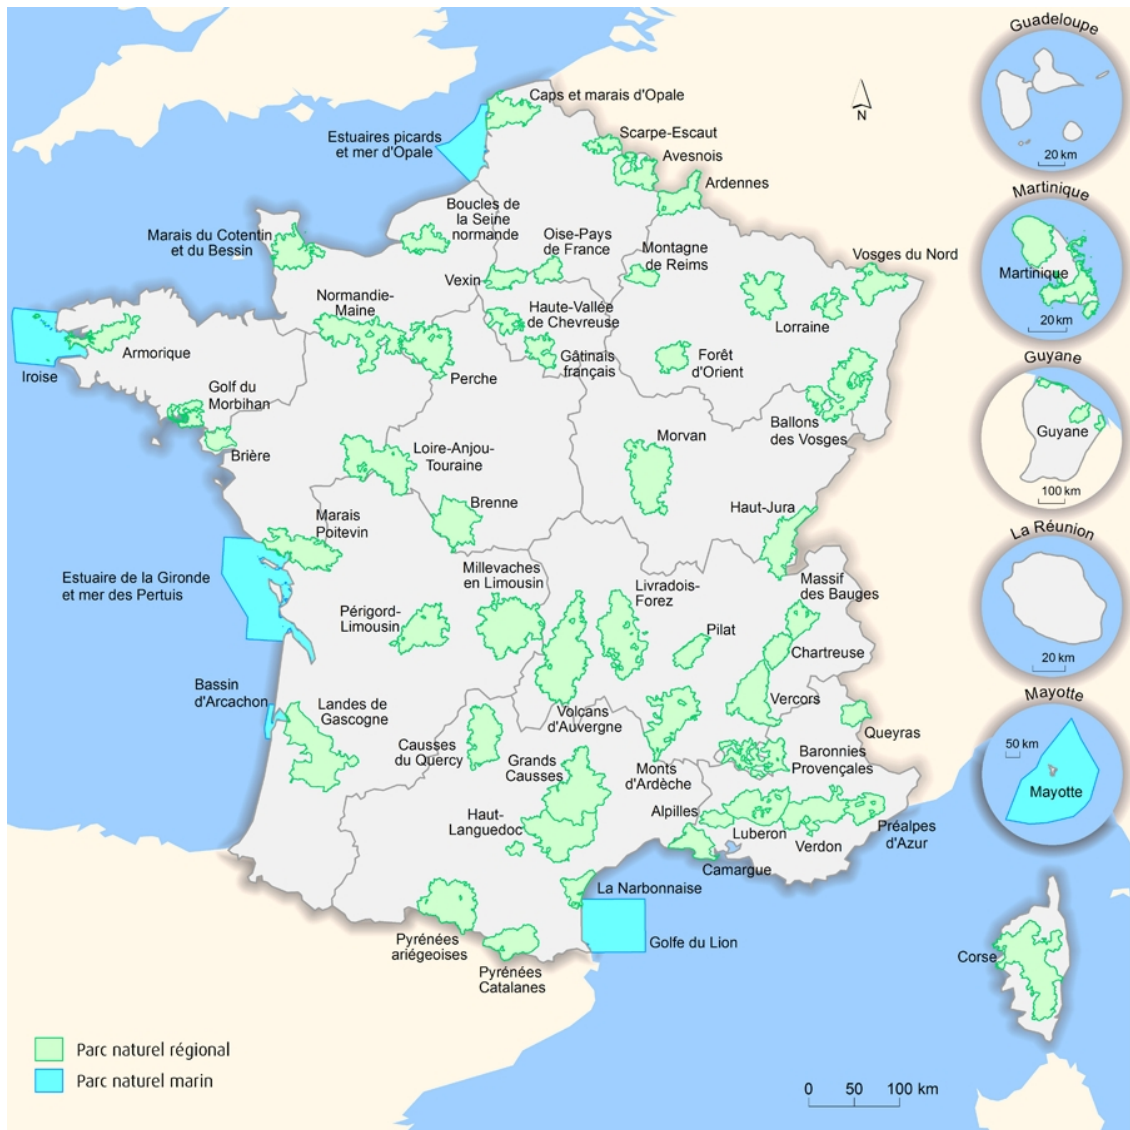 Guadeloupe
20 km
Caps et marais d'Opale
N
Estuaires picards
et mer d'Opale
Scarpe-Escaut
Avesnois
Ardennes
Martinique
Martinique
20 km
Boucles de
la Seine
normande
Marais du Cotentin
et du Bessin
Oise-Pays
de France
Montagne
de Reims
Vosges du Nord
Vexin
Normandie-
Maine
Haute-Vallée
de Chevreuse
Lorraine
Armorique
Iroise
Perche
Gâtinais
français
Forêt
d'Orient
Guyane
Guyane
100 km
Golf du
Morbihan
Brière
Ballons
des Vosges
Loire-Anjou-
Touraine
Morvan
Brenne
Haut-Jura
Marais
Poitevin
La Réunion
20 km
Estuaire de la Gironde
et mer des Pertuis
Millevaches
en Limousin
Livradois-
Forez
Massif
des Bauges
Périgord-
Limousin
Pilat
Chartreuse
Bassin
d'Arcachon
Landes de
Gascogne
Volcans
d'Auvergne
Vercors
Queyras
Mayotte
50 km
Mayotte
Causses
du Quercy
Grands
Causses
Monts
d'Ardèche
Baronnies
Provençales
Haut-
Languedoc
Alpilles
Luberon
Verdon
Préalpes
d'Azur
Camargue
La Narbonnaise
Golfe du Lion
Pyrénées
ariégeoises
Pyrénées
Catalanes
Corse
Parc naturel régional
Parc naturel marin
0 50 100 km